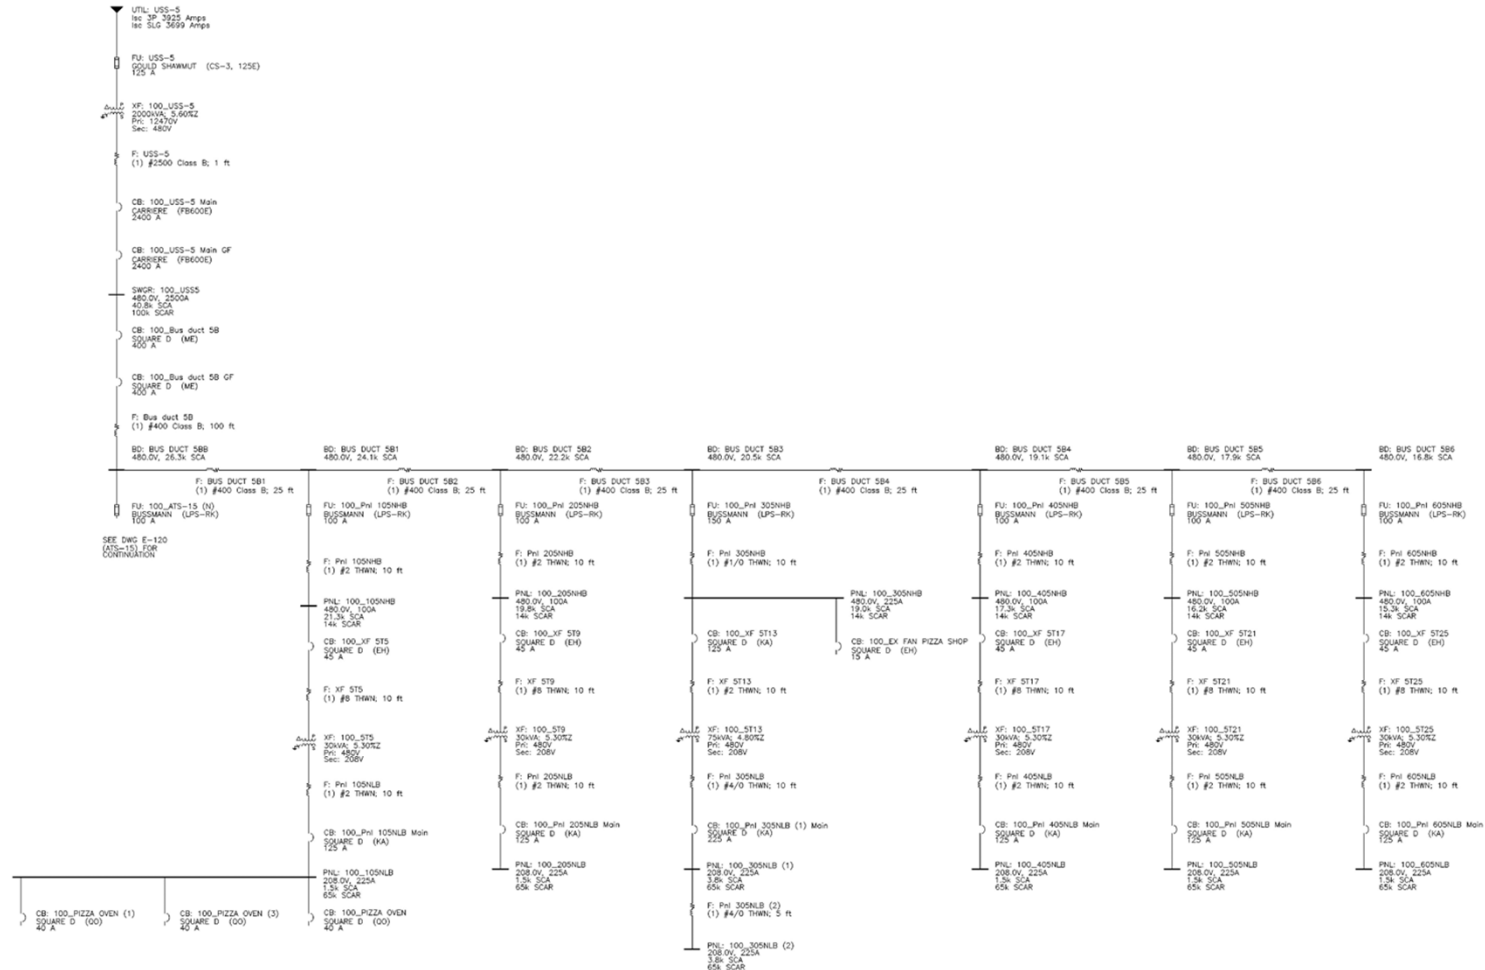 UTIL: USS-5
Isc 3P 3925 Amps
Isc SLG 3699 Amps
FU: USS-5
GOULD SHAWMUT (CS-3, 125E)
125 A
XF: 100_USS-5
2000kVA; 5.60%Z
Pri: 12470V
Sec: 480V
F: USS-5
(1) #2500 Class B; 1 ft
CB: 100_USS-5 Main
CARRIERE (FB600E)
2400 A
CB: 100_USS-5 Main GF
CARRIERE (FB600E)
2400 A
SWGR: 100_USS5
480.0V, 2500A
40.8k SCA
100k SCAR
CB: 100_Bus duct 5B
SQUARE D (ME)
400 A
CB: 100_Bus duct 5B GF
SQUARE D (ME)
400 A
F: Bus duct 5B
(1) #400 Class B; 100 ft
BD: BUS DUCT 5BB
480.0V, 26.3k SCA
BD: BUS DUCT 5B1
480.0V, 24.1k SCA
BD: BUS DUCT 5B2
480.0V, 22.2k SCA
BD: BUS DUCT 5B3
480.0V, 20.5k SCA
BD: BUS DUCT 5B4
480.0V, 19.1k SCA
BD: BUS DUCT 5B5
480.0V, 17.9k SCA
BD: BUS DUCT 5B6
480.0V, 16.8k SCA
F: BUS DUCT 5B1
(1) #400 Class B; 25 ft
F: BUS DUCT 5B2
(1) #400 Class B; 25 ft
F: BUS DUCT 5B3
(1) #400 Class B; 25 ft
F: BUS DUCT 5B4
(1) #400 Class B; 25 ft
F: BUS DUCT 5B5
(1) #400 Class B; 25 ft
F: BUS DUCT 5B6
(1) #400 Class B; 25 ft
FU: 100_ATS-15 (N)
BUSSMANN (LPS-RK)
100 A
SEE DWG E-120
(ATS-15) FOR
CONTINUATION
FU: 100_Pnl 105NHB
BUSSMANN (LPS-RK)
100 A
F: Pnl 105NHB
(1) #2 THWN; 10 ft
PNL: 100_105NHB
480.0V, 100A
21.3k SCA
14k SCAR
CB: 100_XF 5T5
SQUARE D (EH)
45 A
F: XF 5T5
(1) #8 THWN; 10 ft
XF: 100_5T5
30kVA; 5.30%Z
Pri: 480V
Sec: 208V
F: Pnl 105NLB
(1) #2 THWN; 10 ft
CB: 100_Pnl 105NLB Main
SQUARE D (KA)
125 A
PNL: 100_105NLB
208.0V, 225A
1.5k SCA
65k SCAR
CB: 100_PIZZA OVEN (1)
SQUARE D (QO)
40 A
CB: 100_PIZZA OVEN (3)
SQUARE D (QO)
40 A
CB: 100_PIZZA OVEN
SQUARE D (QO)
40 A
FU: 100_Pnl 205NHB
BUSSMANN (LPS-RK)
100 A
F: Pnl 205NHB
(1) #2 THWN; 10 ft
PNL: 100_205NHB
480.0V, 100A
19.8k SCA
14k SCAR
CB: 100_XF 5T9
SQUARE D (EH)
45 A
F: XF 5T9
(1) #8 THWN; 10 ft
XF: 100_5T9
30kVA; 5.30%Z
Pri: 480V
Sec: 208V
F: Pnl 205NLB
(1) #2 THWN; 10 ft
CB: 100_Pnl 205NLB Main
SQUARE D (KA)
125 A
PNL: 100_205NLB
208.0V, 225A
1.5k SCA
65k SCAR
FU: 100_Pnl 305NHB
BUSSMANN (LPS-RK)
150 A
F: Pnl 305NHB
(1) #1/0 THWN; 10 ft
PNL: 100_305NHB
480.0V, 225A
19.0k SCA
14k SCAR
CB: 100_XF 5T13
SQUARE D (KA)
125 A
CB: 100_EX FAN PIZZA SHOP
SQUARE D (EH)
15 A
F: XF 5T13
(1) #2 THWN; 10 ft
XF: 100_5T13
75kVA; 4.80%Z
Pri: 480V
Sec: 208V
F: Pnl 305NLB
(1) #4/0 THWN; 10 ft
CB: 100_Pnl 305NLB (1) Main
SQUARE D (KA)
225 A
PNL: 100_305NLB (1)
208.0V, 225A
3.8k SCA
65k SCAR
F: Pnl 305NLB (2)
(1) #4/0 THWN; 5 ft
PNL: 100_305NLB (2)
208.0V, 225A
3.8k SCA
65k SCAR
FU: 100_Pnl 405NHB
BUSSMANN (LPS-RK)
100 A
F: Pnl 405NHB
(1) #2 THWN; 10 ft
PNL: 100_405NHB
480.0V, 100A
17.3k SCA
14k SCAR
CB: 100_XF 5T17
SQUARE D (EH)
45 A
F: XF 5T17
(1) #8 THWN; 10 ft
XF: 100_5T17
30kVA; 5.30%Z
Pri: 480V
Sec: 208V
F: Pnl 405NLB
(1) #2 THWN; 10 ft
CB: 100_Pnl 405NLB Main
SQUARE D (KA)
125 A
PNL: 100_405NLB
208.0V, 225A
1.5k SCA
65k SCAR
FU: 100_Pnl 505NHB
BUSSMANN (LPS-RK)
100 A
F: Pnl 505NHB
(1) #2 THWN; 10 ft
PNL: 100_505NHB
480.0V, 100A
16.2k SCA
14k SCAR
CB: 100_XF 5T21
SQUARE D (EH)
45 A
F: XF 5T21
(1) #8 THWN; 10 ft
XF: 100_5T21
30kVA; 5.30%Z
Pri: 480V
Sec: 208V
F: Pnl 505NLB
(1) #2 THWN; 10 ft
CB: 100_Pnl 505NLB Main
SQUARE D (KA)
125 A
PNL: 100_505NLB
208.0V, 225A
1.5k SCA
65k SCAR
FU: 100_Pnl 605NHB
BUSSMANN (LPS-RK)
100 A
F: Pnl 605NHB
(1) #2 THWN; 10 ft
PNL: 100_605NHB
480.0V, 100A
15.3k SCA
14k SCAR
CB: 100_XF 5T25
SQUARE D (EH)
45 A
F: XF 5T25
(1) #8 THWN; 10 ft
XF: 100_5T25
30kVA; 5.30%Z
Pri: 480V
Sec: 208V
F: Pnl 605NLB
(1) #2 THWN; 10 ft
CB: 100_Pnl 605NLB Main
SQUARE D (KA)
125 A
PNL: 100_605NLB
208.0V, 225A
1.5k SCA
65k SCAR